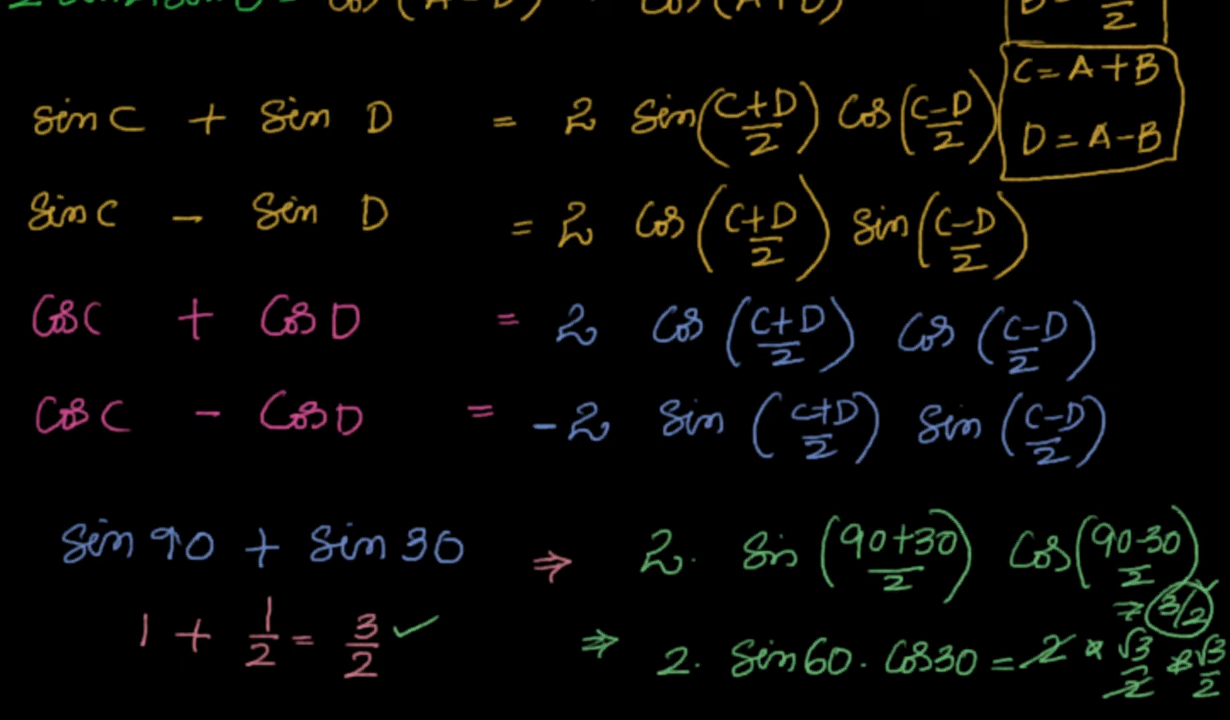 = Cos (A-B) - Cos (A+B)
B = /2
C = A + B
D = A - B
Sin C + Sin D = 2 Sin((C+D)/2) Cos((C-D)/2)
Sin C - Sin D = 2 Cos((C+D)/2) Sin((C-D)/2)
Cos C + Cos D = 2 Cos((C+D)/2) Cos((C-D)/2)
Cos C - Cos D = -2 Sin((C+D)/2) Sin((C-D)/2)
Sin 90 + Sin 30 ⇒ 2. Sin((90+30)/2) Cos((90-30)/2)
1 + 1/2 = 3/2 ✓ ⇒ 2. Sin 60. Cos 30 = 2 * √3/2 * √3/2
⇒ 3/2